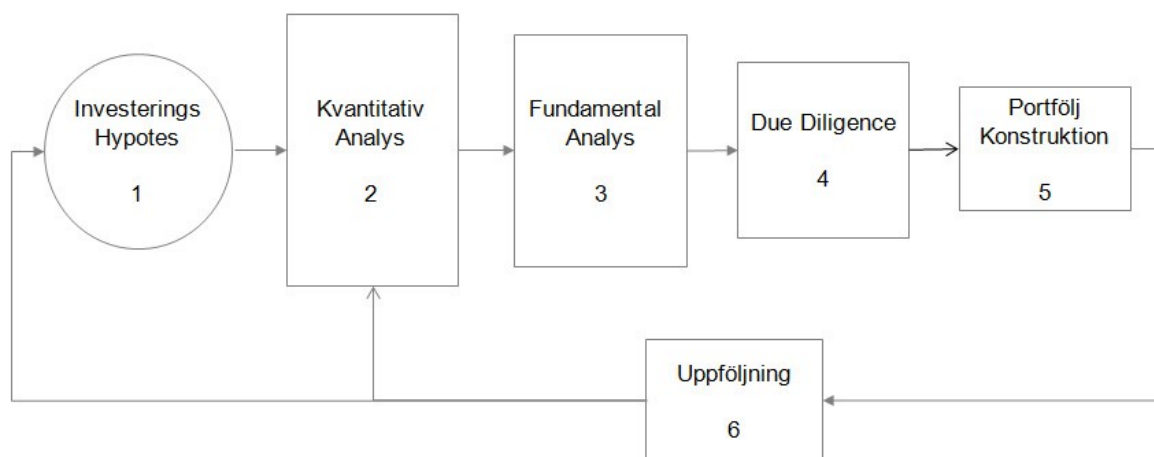 Investerings
Hypotes
1
Kvantitativ
Analys
2
Fundamental
Analys
3
Due Diligence
4
Portfölj
Konstruktion
5
Uppföljning
6